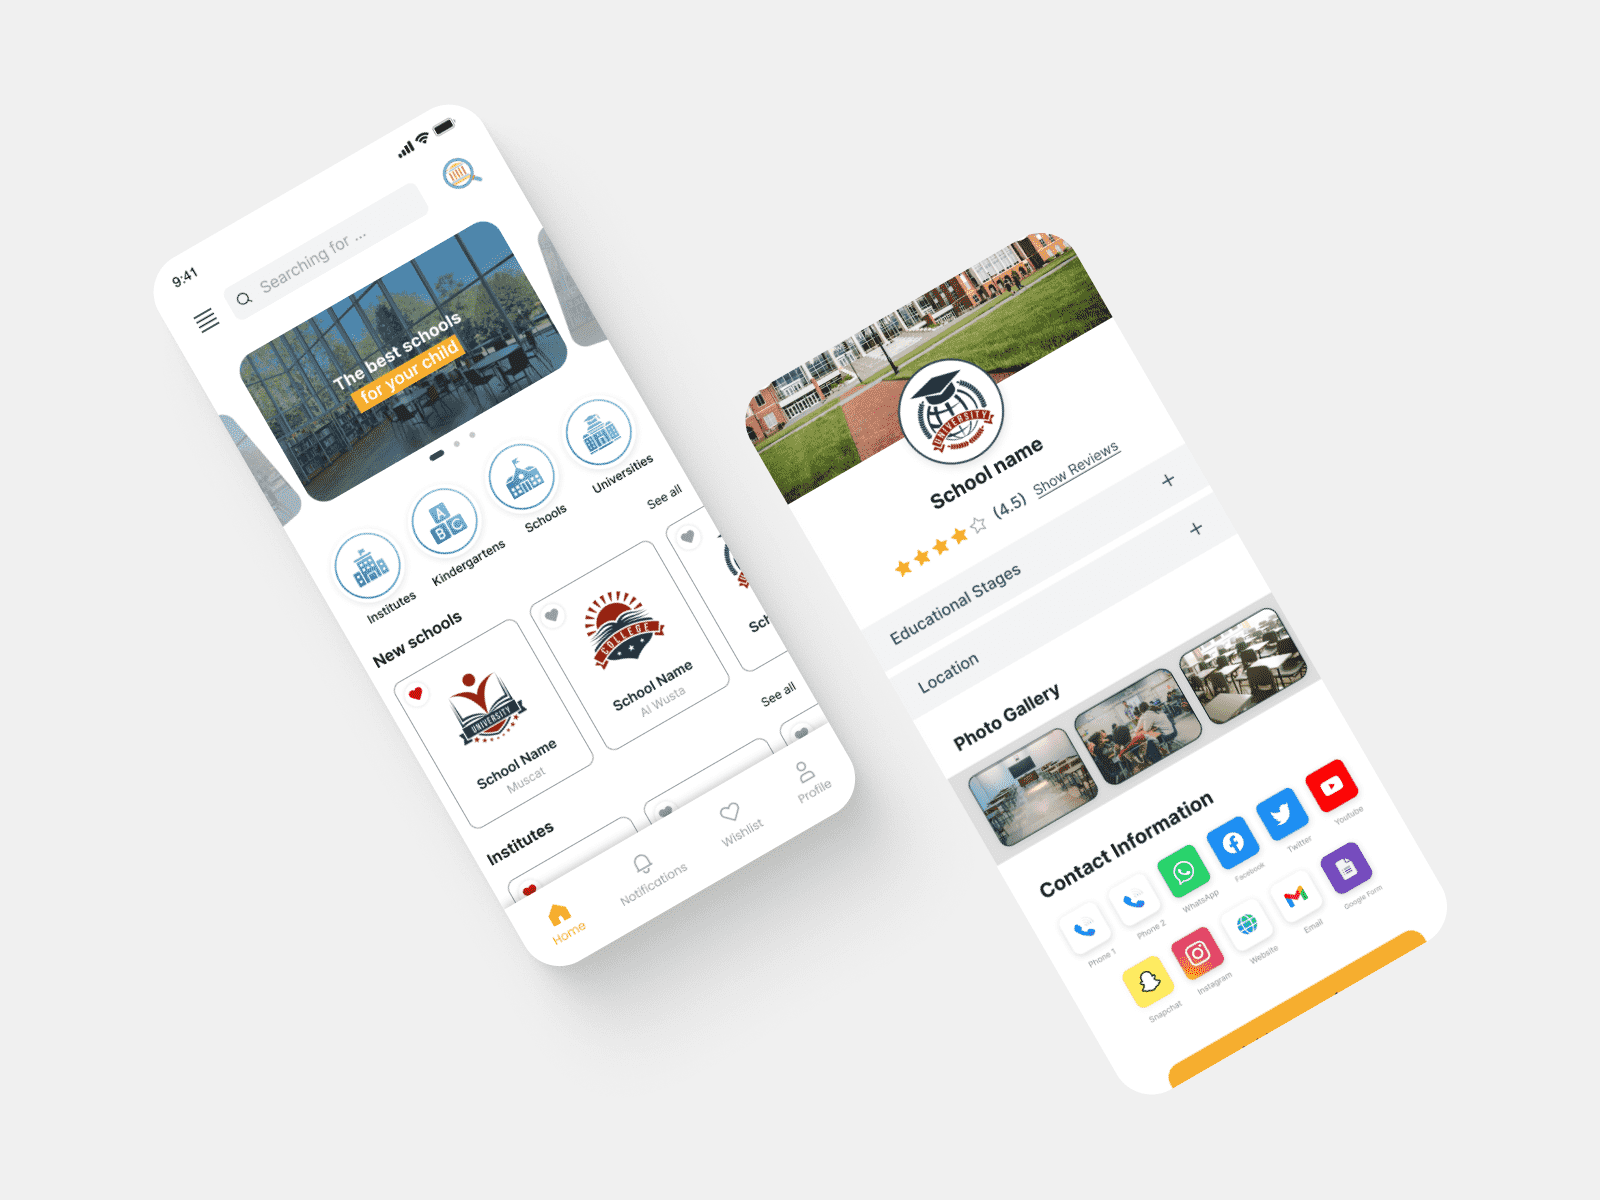 9:41
Searching for ...
The best schools
for your child
Institutes
Kindergartens
Schools
Universities
New schools
See all
UNIVERSITY
School Name
Muscat
COLLEGE
School Name
Al Wusta
Sch
Institutes
See all
Home
Notifications
Wishlist
Profile
UNIVERSITY
School name
(4.5) Show Reviews
Educational Stages +
Location +
Photo Gallery
Contact Information
Phone 1
Phone 2
WhatsApp
Facebook
Twitter
Youtube
Snapchat
Instagram
Website
Email
Google Form